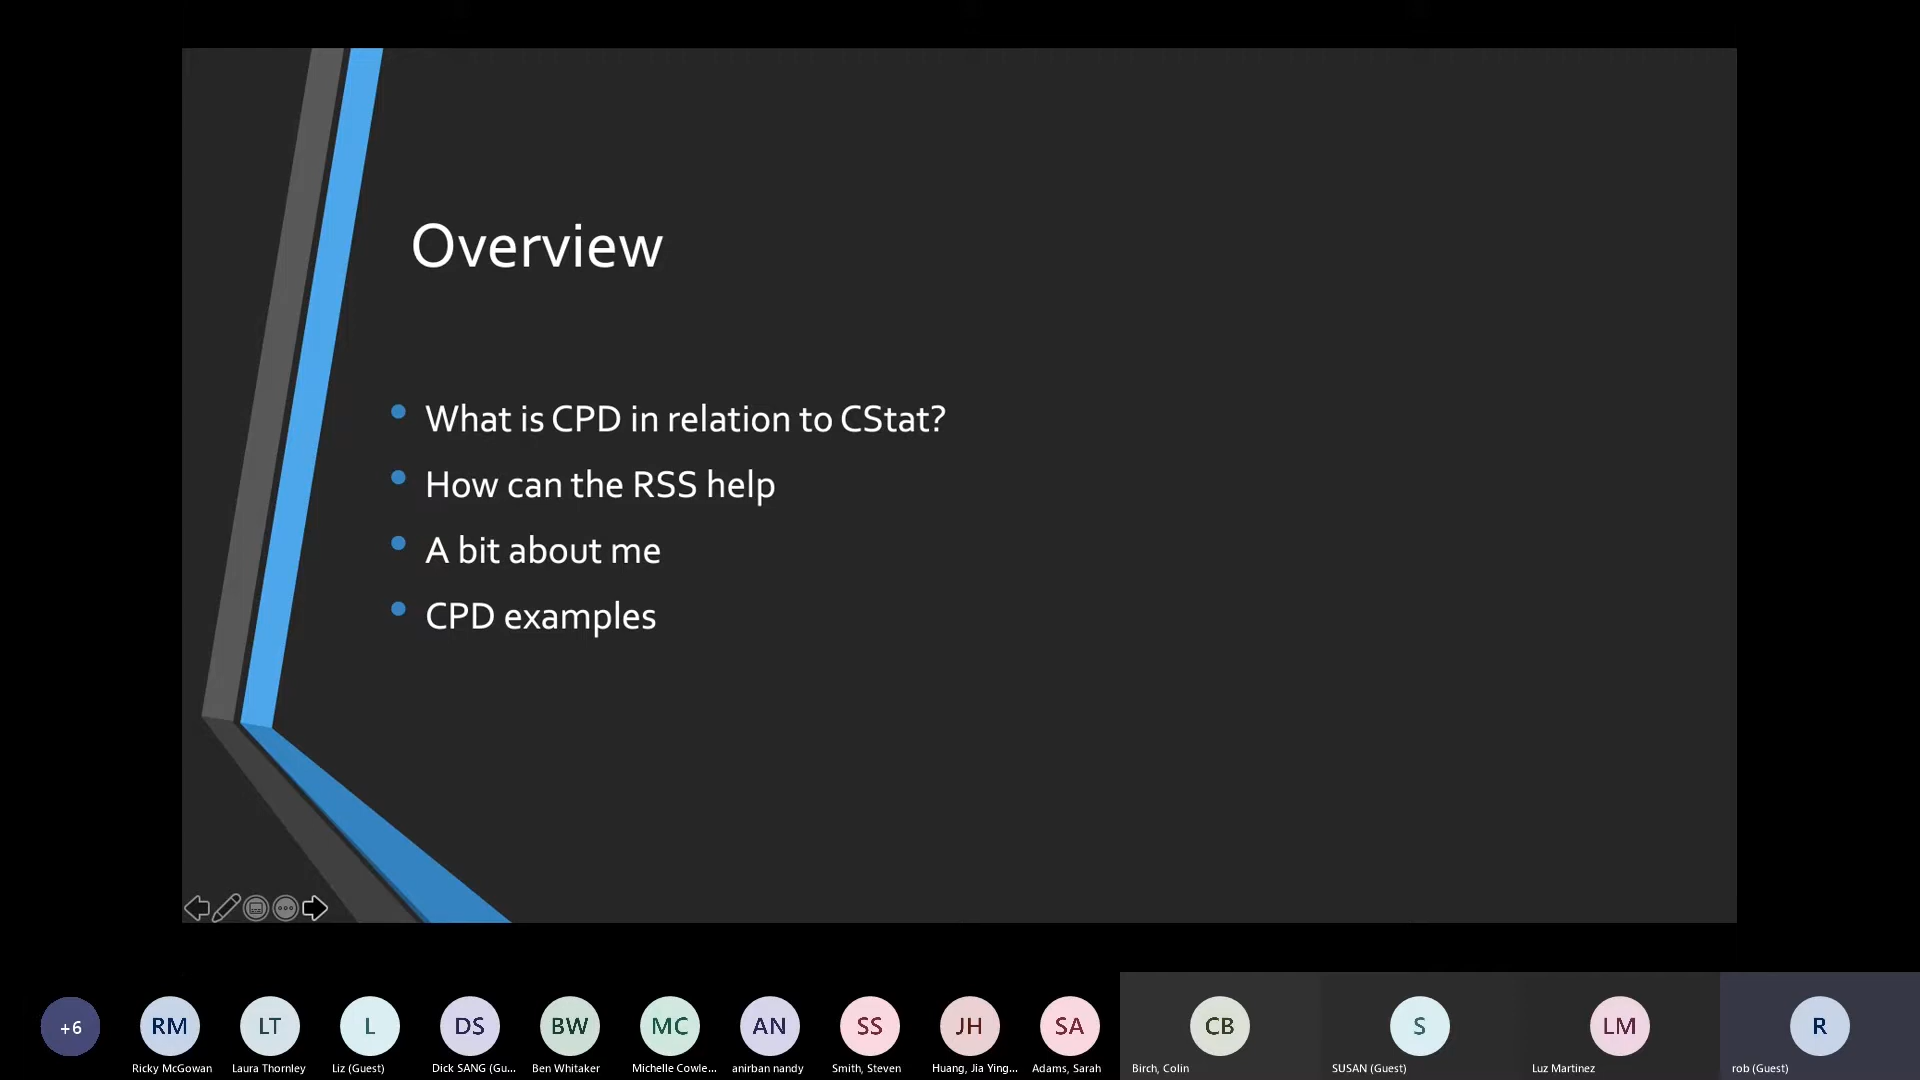 Overview
What is CPD in relation to CStat?
How can the RSS help
A bit about me
CPD examples
+6
RM
LT
L
DS
BW
MC
AN
SS
JH
SA
CB
S
LM
R
Ricky McGowan
Laura Thornley
Liz (Guest)
Dick SANG (Gu...
Ben Whitaker
Michelle Cowle...
anirban nandy
Smith, Steven
Huang, Jia Ying...
Adams, Sarah
Birch, Colin
SUSAN (Guest)
Luz Martinez
rob (Guest)